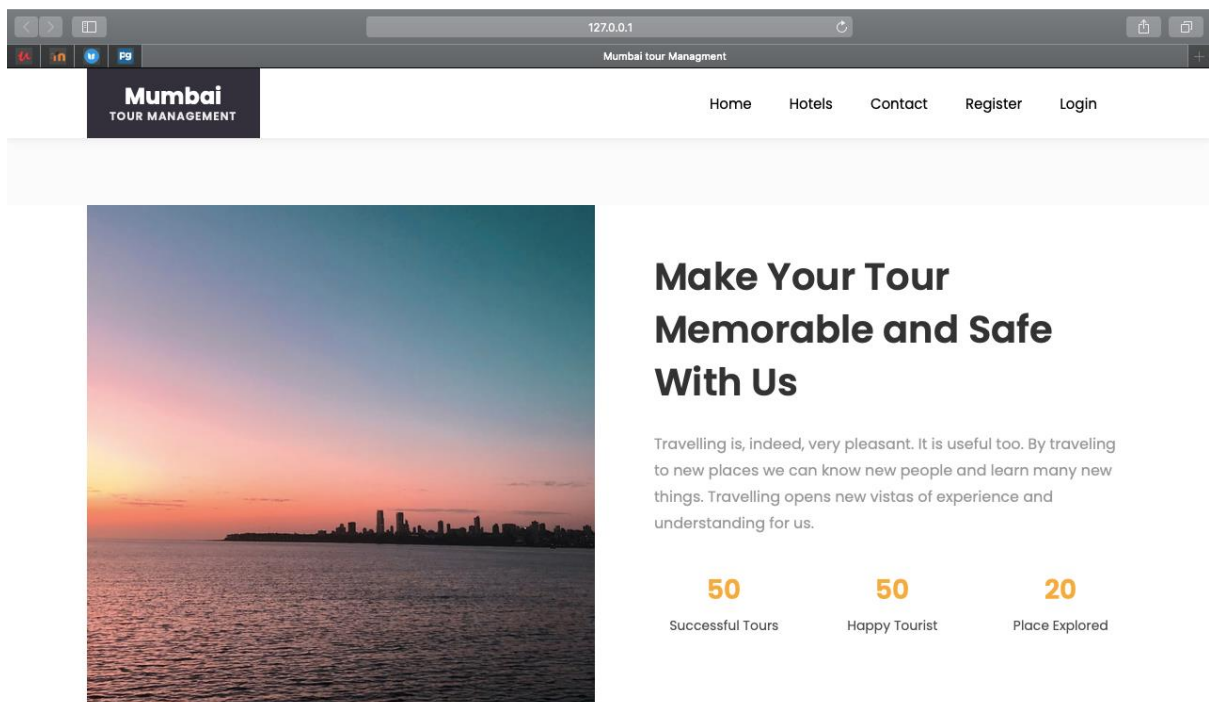 127.0.0.1
in
Pg
Mumbai tour Managment
Mumbai
TOUR MANAGEMENT
Home Hotels Contact Register Login
Make Your Tour
Memorable and Safe
With Us
Travelling is, indeed, very pleasant. It is useful too. By traveling
to new places we can know new people and learn many new
things. Travelling opens new vistas of experience and
understanding for us.
50 50 20
Successful Tours Happy Tourist Place Explored